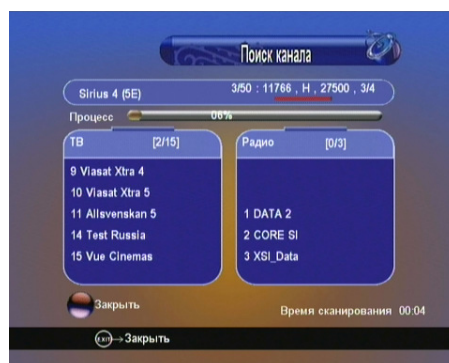 Поиск канала
Sirius 4 (5E) 3/50 : 11766 , H , 27500 , 3/4
Процесс 06%
ТВ [2/15]
Радио [0/3]
9 Viasat Xtra 4
10 Viasat Xtra 5
11 Allsvenskan 5
14 Test Russia
15 Vue Cinemas
1 DATA 2
2 CORE SI
3 XSI_Data
Закрыть
Время сканирования 00:04
EXIT → Закрыть